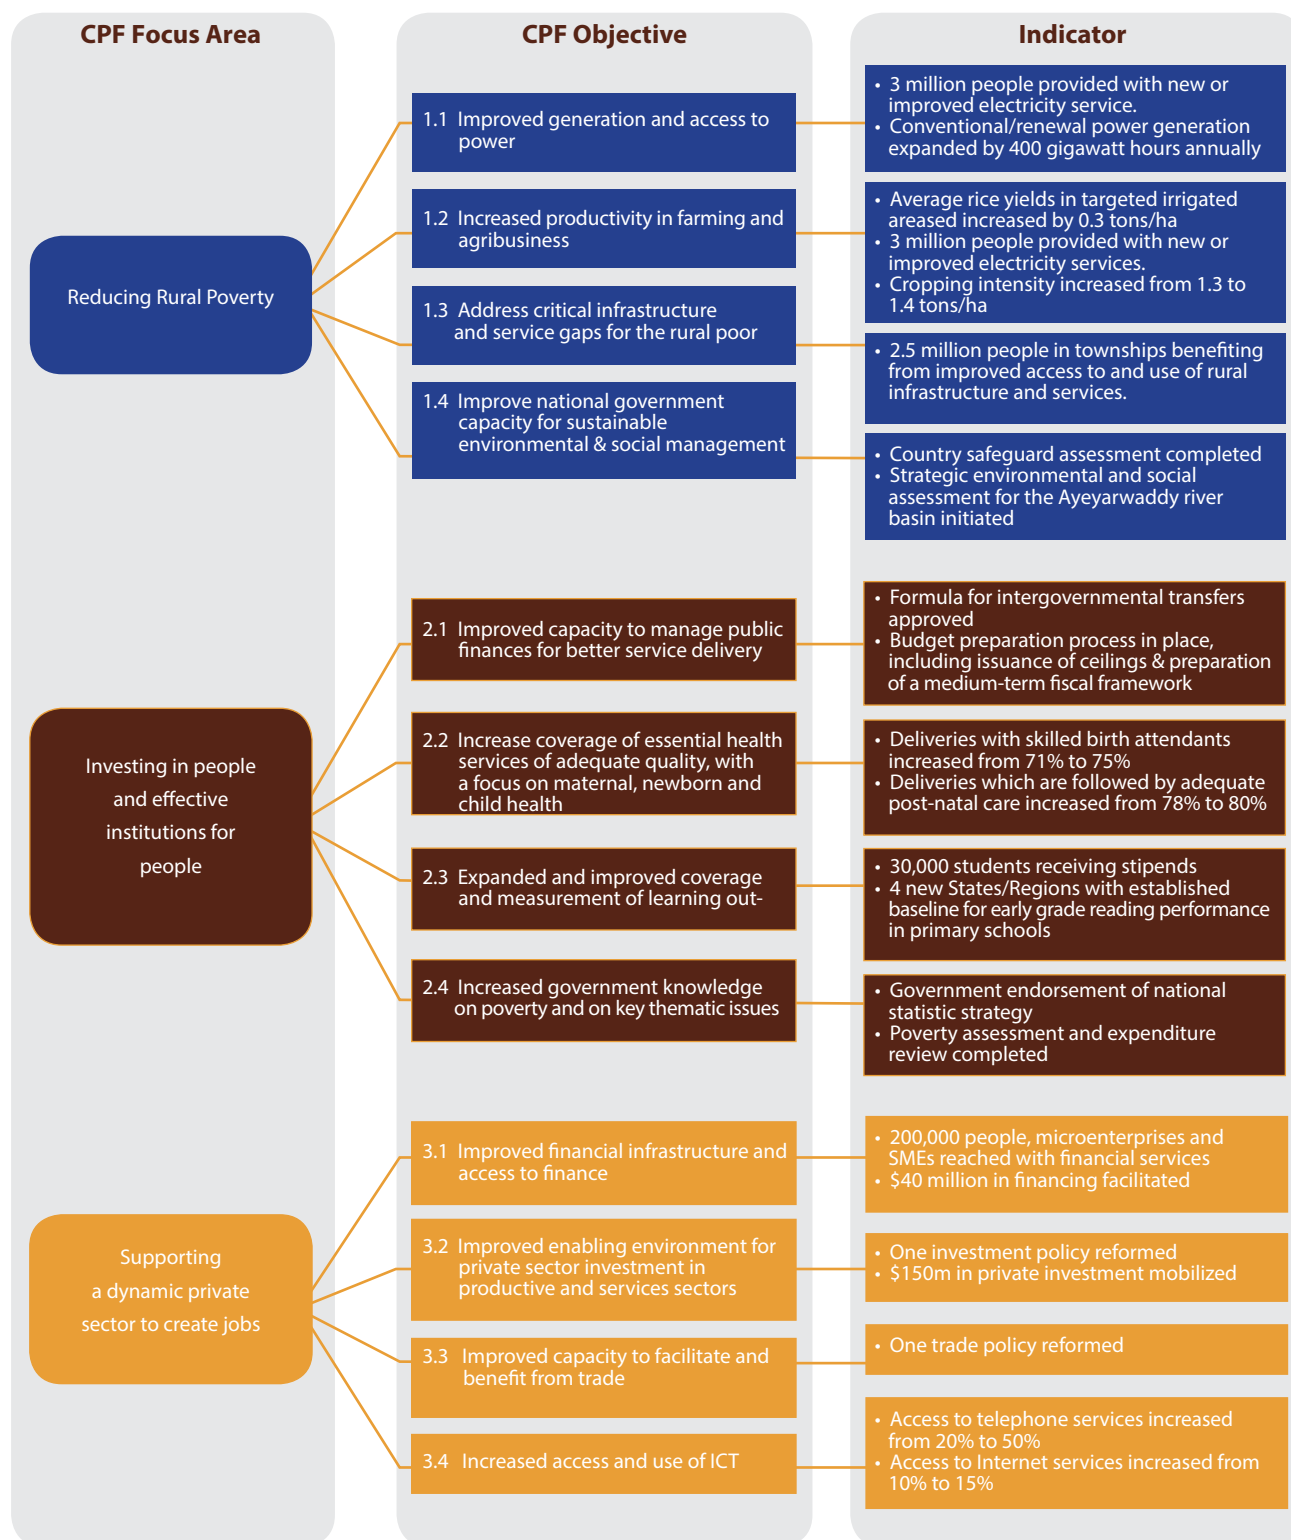 CPF Focus Area
CPF Objective
Indicator
Reducing Rural Poverty
1.1 Improved generation and access to
power
• 3 million people provided with new or
improved electricity service.
• Conventional/renewal power generation
expanded by 400 gigawatt hours annually
1.2 Increased productivity in farming and
agribusiness
• Average rice yields in targeted irrigated
areased increased by 0.3 tons/ha
• 3 million people provided with new or
improved electricity services.
• Cropping intensity increased from 1.3 to
1.4 tons/ha
1.3 Address critical infrastructure
and service gaps for the rural poor
• 2.5 million people in townships benefiting
from improved access to and use of rural
infrastructure and services.
1.4 Improve national government
capacity for sustainable
environmental & social management
• Country safeguard assessment completed
• Strategic environmental and social
assessment for the Ayeyarwaddy river
basin initiated
Investing in people
and effective
institutions for
people
2.1 Improved capacity to manage public
finances for better service delivery
• Formula for intergovernmental transfers
approved
• Budget preparation process in place,
including issuance of ceilings & preparation
of a medium-term fiscal framework
2.2 Increase coverage of essential health
services of adequate quality, with
a focus on maternal, newborn and
child health
• Deliveries with skilled birth attendants
increased from 71% to 75%
• Deliveries which are followed by adequate
post-natal care increased from 78% to 80%
2.3 Expanded and improved coverage
and measurement of learning out-
• 30,000 students receiving stipends
• 4 new States/Regions with established
baseline for early grade reading performance
in primary schools
2.4 Increased government knowledge
on poverty and on key thematic issues
• Government endorsement of national
statistic strategy
• Poverty assessment and expenditure
review completed
Supporting
a dynamic private
sector to create jobs
3.1 Improved financial infrastructure and
access to finance
• 200,000 people, microenterprises and
SMEs reached with financial services
• $40 million in financing facilitated
3.2 Improved enabling environment for
private sector investment in
productive and services sectors
• One investment policy reformed
• $150m in private investment mobilized
3.3 Improved capacity to facilitate and
benefit from trade
• One trade policy reformed
3.4 Increased access and use of ICT
• Access to telephone services increased
from 20% to 50%
• Access to Internet services increased from
10% to 15%